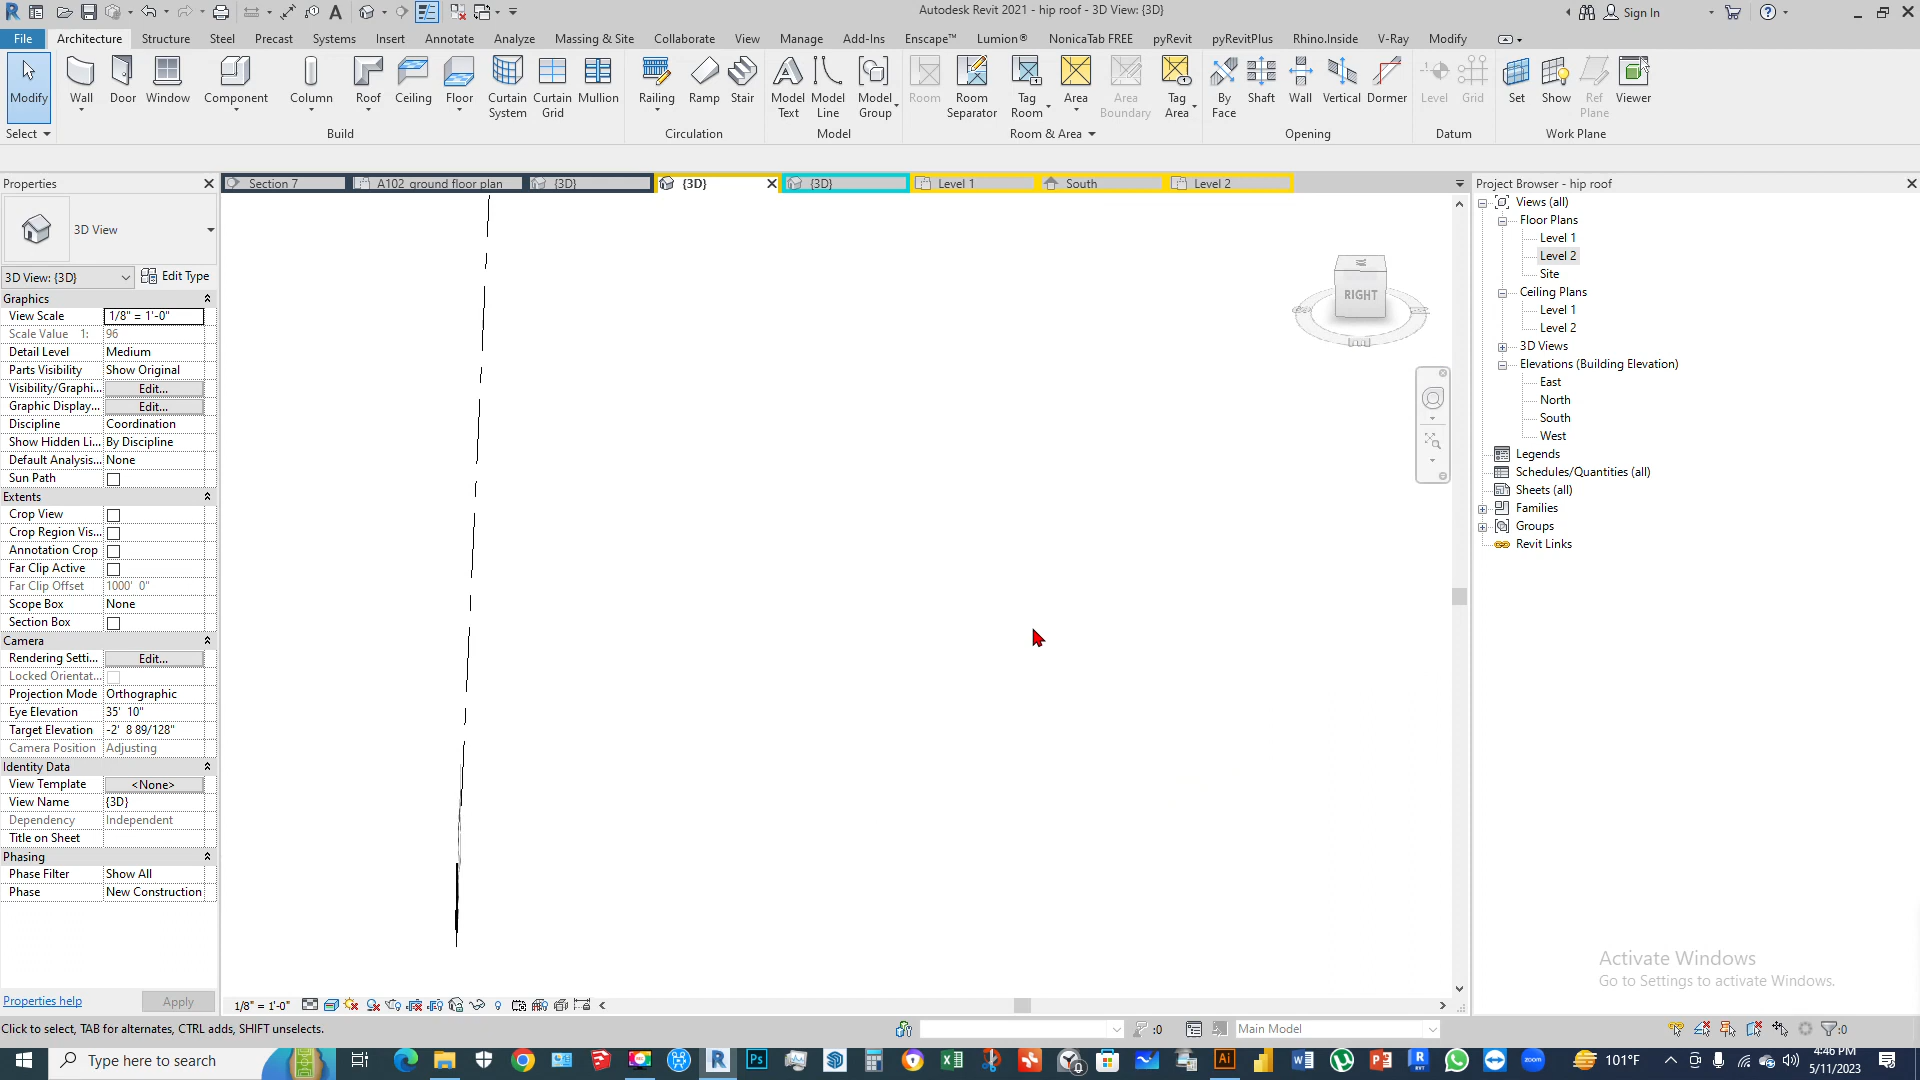 Autodesk Revit 2021 - hip roof - 3D View: {3D}
Sign In
File Architecture Structure Steel Precast Systems Insert Annotate Analyze Massing & Site Collaborate View Manage Add-Ins Enscape™ Lumion® NonicaTab FREE pyRevit pyRevitPlus Rhino.Inside V-Ray Modify
Modify Wall Door Window Component Column Roof Ceiling Floor Curtain System Curtain Grid Mullion Railing Ramp Stair Model Text Model Line Model Group Room Room Separator Tag Room Area Area Boundary Tag Area By Face Shaft Wall Vertical Dormer Level Grid Set Show Ref Plane Viewer
Select Build Circulation Model Room & Area Opening Datum Work Plane
Properties
Section 7 A102 ground floor plan {3D} {3D} {3D} Level 1 South Level 2
3D View
3D View: {3D} Edit Type
Graphics
View Scale 1/8" = 1'-0"
Scale Value 1: 96
Detail Level Medium
Parts Visibility Show Original
Visibility/Graphi... Edit...
Graphic Display... Edit...
Discipline Coordination
Show Hidden Li... By Discipline
Default Analysis... None
Sun Path
Extents
Crop View
Crop Region Vis...
Annotation Crop
Far Clip Active
Far Clip Offset 1000' 0"
Scope Box None
Section Box
Camera
Rendering Setti... Edit...
Locked Orientat...
Projection Mode Orthographic
Eye Elevation 35' 10"
Target Elevation -2' 8 89/128"
Camera Position Adjusting
Identity Data
View Template <None>
View Name {3D}
Dependency Independent
Title on Sheet
Phasing
Phase Filter Show All
Phase New Construction
Properties help Apply
RIGHT
Project Browser - hip roof
Views (all)
Floor Plans
Level 1
Level 2
Site
Ceiling Plans
Level 1
Level 2
3D Views
Elevations (Building Elevation)
East
North
South
West
Legends
Schedules/Quantities (all)
Sheets (all)
Families
Groups
Revit Links
Activate Windows
Go to Settings to activate Windows.
1/8" = 1'-0"
Click to select, TAB for alternates, CTRL adds, SHIFT unselects.
:0 Main Model :0
Type here to search
101°F
4:46 PM
5/11/2023